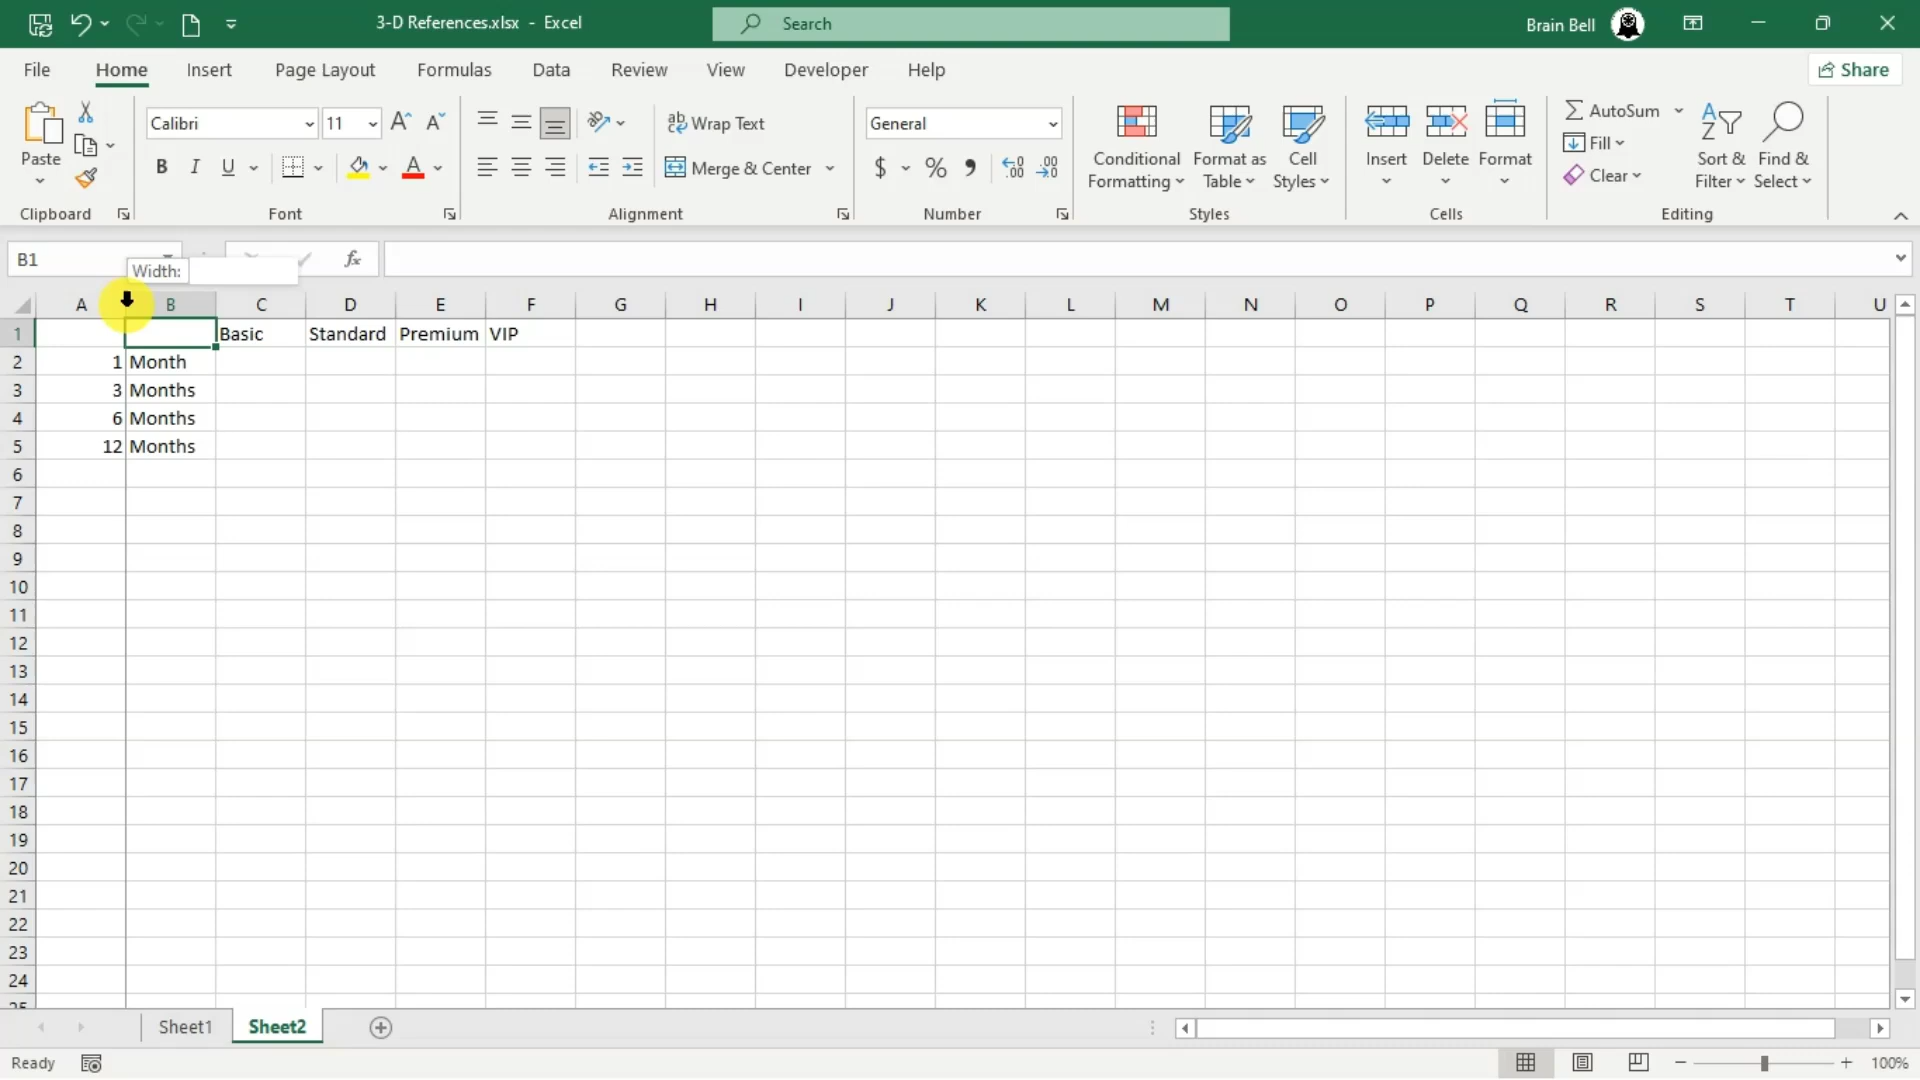 3-D References.xlsx - Excel
Search
Brain Bell
File Home Insert Page Layout Formulas Data Review View Developer Help
Share
Paste
Clipboard
Calibri 11
B I U A
Font
Wrap Text
Merge & Center
Alignment
General
$ %
Number
Conditional Formatting
Format as Table
Cell Styles
Styles
Insert Delete Format
Cells
AutoSum
Fill
Clear
Sort & Filter
Find & Select
Editing
B1
fx
Width:
A B C D E F G H I J K L M N O P Q R S T U
1 Basic Standard Premium VIP
2 1 Month
3 3 Months
4 6 Months
5 12 Months
6
7
8
9
10
11
12
13
14
15
16
17
18
19
20
21
22
23
24
25
Sheet1 Sheet2
Ready
100%